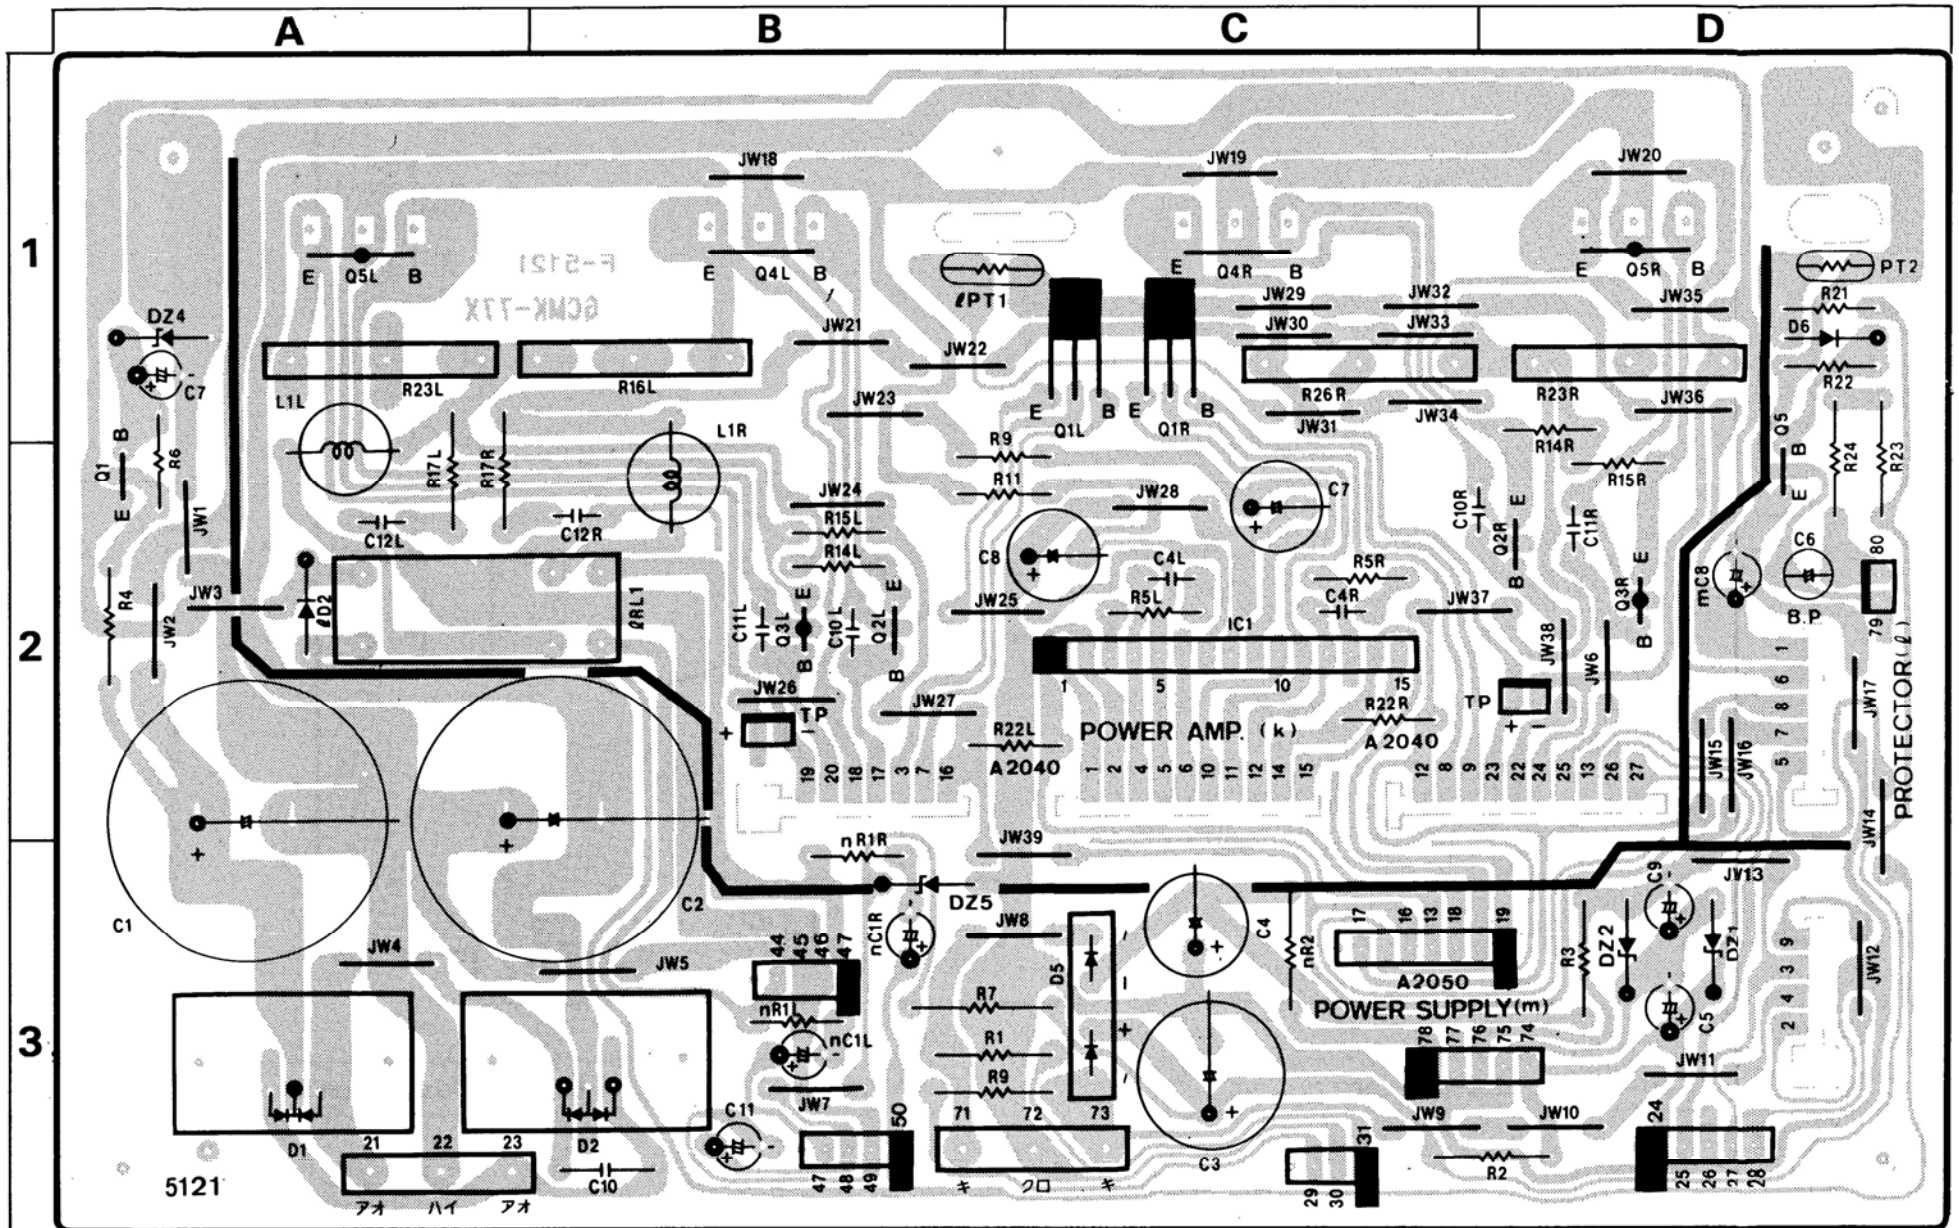 A B C D
1
2
3
JW18
JW19
JW20
E Q5L B
E Q4L B
E Q4R B
E Q5R B
F-5121
GCMK-77X
ℓPT1
PT2
DZ4
C7
JW21
JW22
JW23
JW29
JW30
JW32
JW33
JW35
R21
D6
R22
R23L
R16L
R26R
R23R
JW31
JW34
JW36
L1L
L1R
E B
Q1L
E B
Q1R
R14R
R15R
Q5
B
E
R24
R23
B
Q1
E
R6
JW1
R17L
R17R
R9
R11
JW24
R15L
R14L
JW28
C7
C12L
C12R
C8
C4L
R5L
R5R
C4R
C10R
Q2R
E
B
C11R
Q3R
E
B
mC8
C6
B.P
80
79
R4
JW2
JW3
ℓD2
ℓRL1
C11L
Q3L
E
B
C10L
Q2L
E
B
JW25
JW37
IC1
1 5 10 15
JW38
JW6
JW26
TP
+ -
JW27
R22L
A2040
POWER AMP. (k)
R22R
A2040
TP
+ -
JW15
JW16
JW17
1
6
8
7
5
PROTECTOR(ℓ)
19 20 18 17 3 7 16
1 2 4 5 6 10 11 12 14 15
12 8 9 23 22 24 25 13 26 27
JW14
nR1R
JW39
DZ5
JW13
C9
C1
+
C2
+
nC1R
JW8
D5
- - + -
C4
+
nR2
17 16 13 18 19
A2050
R3
DZ2
DZ1
9
3
4
2
JW12
JW4
JW5
44 45 46 47
nR1L
nC1L
R7
R1
R9
POWER SUPPLY(m)
78 77 76 75 74
C5
JW11
JW7
C11
50
71 72 73
C3
+
JW9
JW10
31
24
D1
21 22 23
D2
C10
47 48 49
29 30
R2
25 26 27 28
5121
アオ ハイ アオ
キ クロ キ